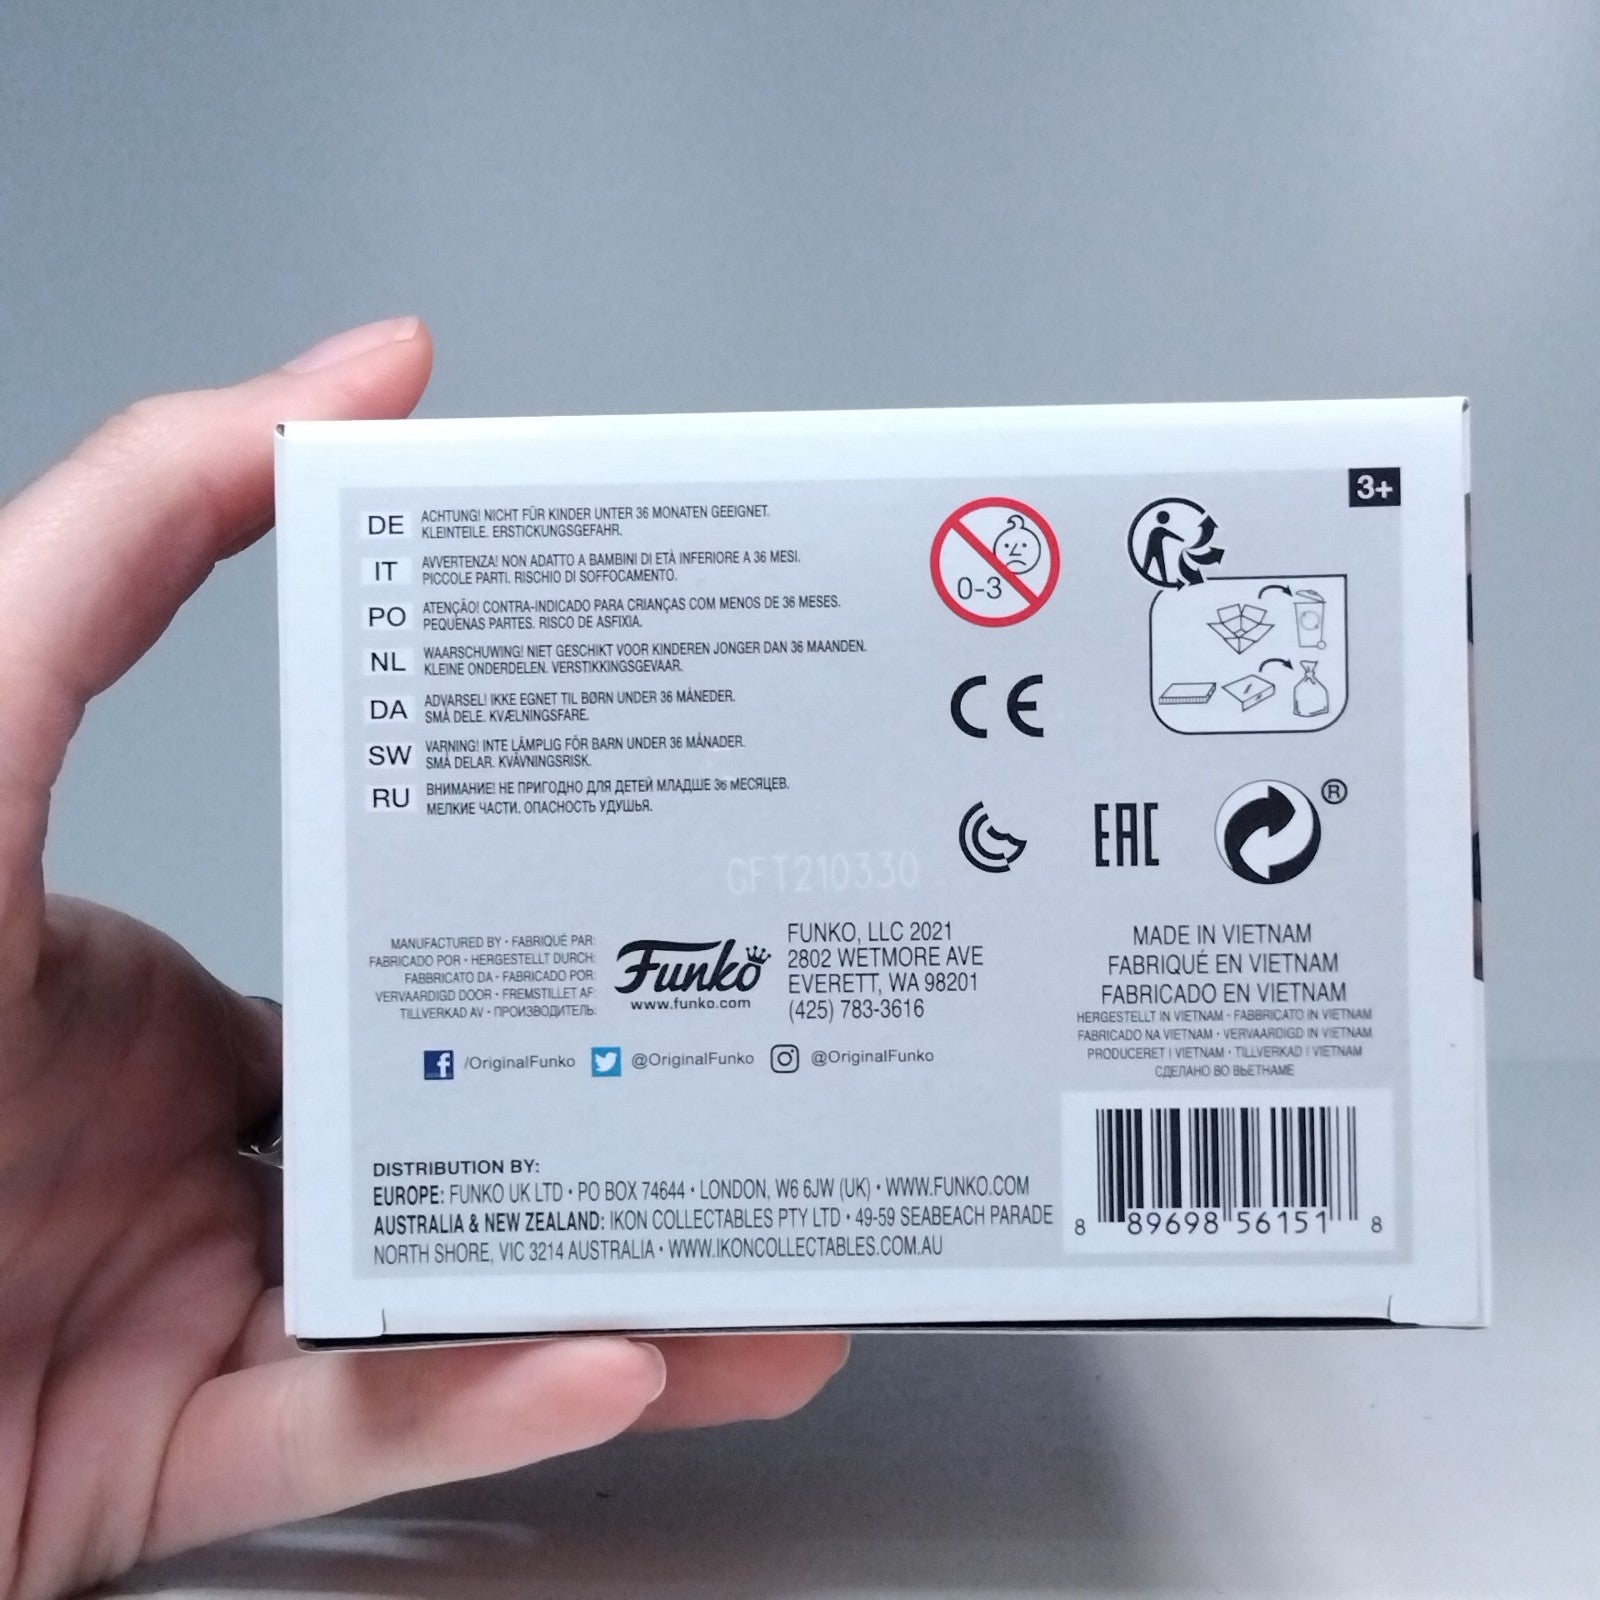 3+
DE
ACHTUNG! NICHT FÜR KINDER UNTER 36 MONATEN GEEIGNET.
KLEINTEILE. ERSTICKUNGSGEFAHR.
IT
AVVERTENZA! NON ADATTO A BAMBINI DI ETÀ INFERIORE A 36 MESI.
PICCOLE PARTI. RISCHIO DI SOFFOCAMENTO.
PO
ATENÇÃO! CONTRA-INDICADO PARA CRIANÇAS COM MENOS DE 36 MESES.
PEQUENAS PARTES. RISCO DE ASFIXIA.
NL
WAARSCHUWING! NIET GESCHIKT VOOR KINDEREN JONGER DAN 36 MAANDEN.
KLEINE ONDERDELEN. VERSTIKKINGSGEVAAR.
DA
ADVARSEL! IKKE EGNET TIL BØRN UNDER 36 MÅNEDER.
SMÅ DELE. KVÆLNINGSFARE.
SW
VARNING! INTE LÄMPLIG FÖR BARN UNDER 36 MÅNADER.
SMÅ DELAR. KVÄVNINGSRISK.
RU
ВНИМАНИЕ! НЕ ПРИГОДНО ДЛЯ ДЕТЕЙ МЛАДШЕ 36 МЕСЯЦЕВ.
МЕЛКИЕ ЧАСТИ. ОПАСНОСТЬ УДУШЬЯ.
0-3
CE
EAC
®
GFT210330
MANUFACTURED BY • FABRIQUÉ PAR:
FABRICADO POR • HERGESTELLT DURCH:
FABBRICATO DA • FABRICADO POR:
VERVAARDIGD DOOR • FREMSTILLET AF:
TILLVERKAD AV • ПРОИЗВОДИТЕЛЬ:
Funko
www.funko.com
FUNKO, LLC 2021
2802 WETMORE AVE
EVERETT, WA 98201
(425) 783-3616
/OriginalFunko @OriginalFunko @OriginalFunko
MADE IN VIETNAM
FABRIQUÉ EN VIETNAM
FABRICADO EN VIETNAM
HERGESTELLT IN VIETNAM • FABBRICATO IN VIETNAM
FABRICADO NA VIETNAM • VERVAARDIGD IN VIETNAM
PRODUCERET I VIETNAM • TILLVERKAD I VIETNAM
СДЕЛАНО ВО ВЬЕТНАМЕ
DISTRIBUTION BY:
EUROPE: FUNKO UK LTD • PO BOX 74644 • LONDON, W6 6JW (UK) • WWW.FUNKO.COM
AUSTRALIA & NEW ZEALAND: IKON COLLECTABLES PTY LTD • 49-59 SEABEACH PARADE
NORTH SHORE, VIC 3214 AUSTRALIA • WWW.IKONCOLLECTABLES.COM.AU
8 89698 56151 8